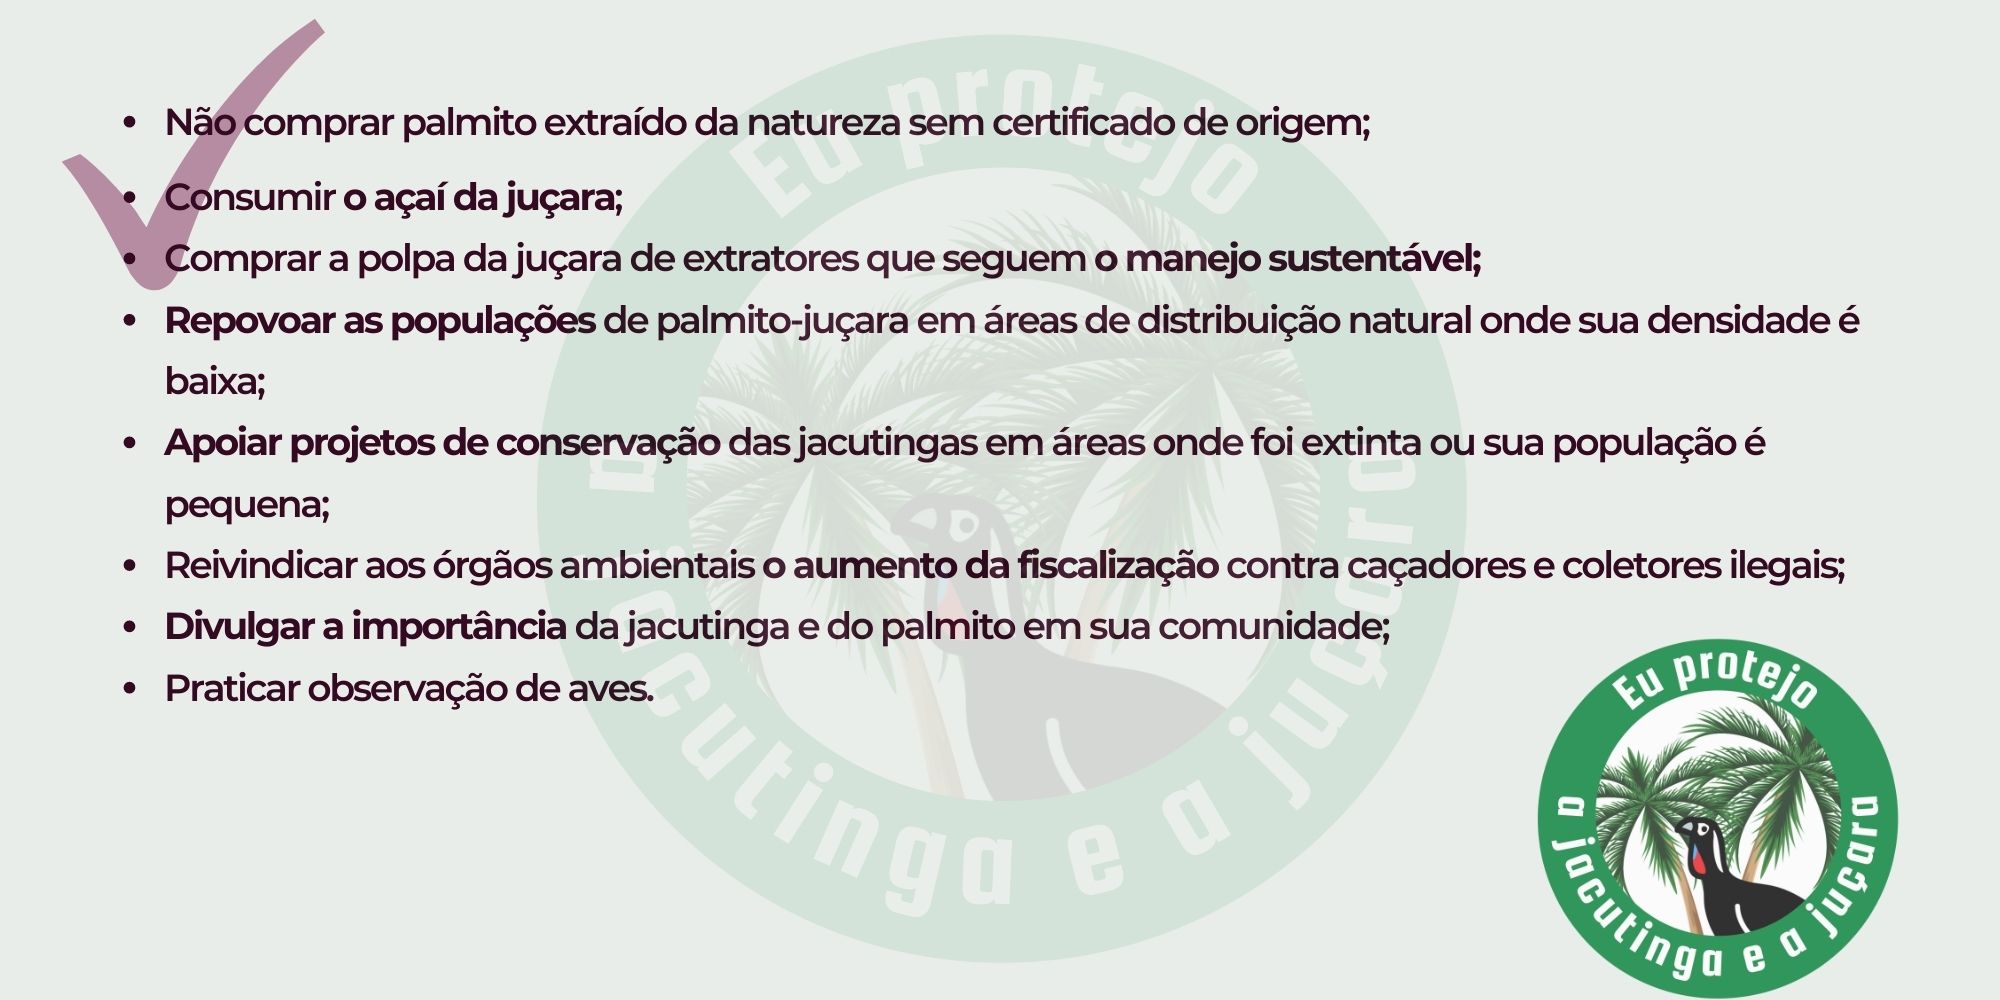 • Não comprar palmito extraído da natureza sem certificado de origem;
• Consumir o açaí da juçara;
• Comprar a polpa da juçara de extratores que seguem o manejo sustentável;
• Repovoar as populações de palmito-juçara em áreas de distribuição natural onde sua densidade é
baixa;
• Apoiar projetos de conservação das jacutingas em áreas onde foi extinta ou sua população é
pequena;
• Reivindicar aos órgãos ambientais o aumento da fiscalização contra caçadores e coletores ilegais;
• Divulgar a importância da jacutinga e do palmito em sua comunidade;
• Praticar observação de aves.
Eu protejo
a jacutinga e a juçara
Eu protejo
a jacutinga e a juçara